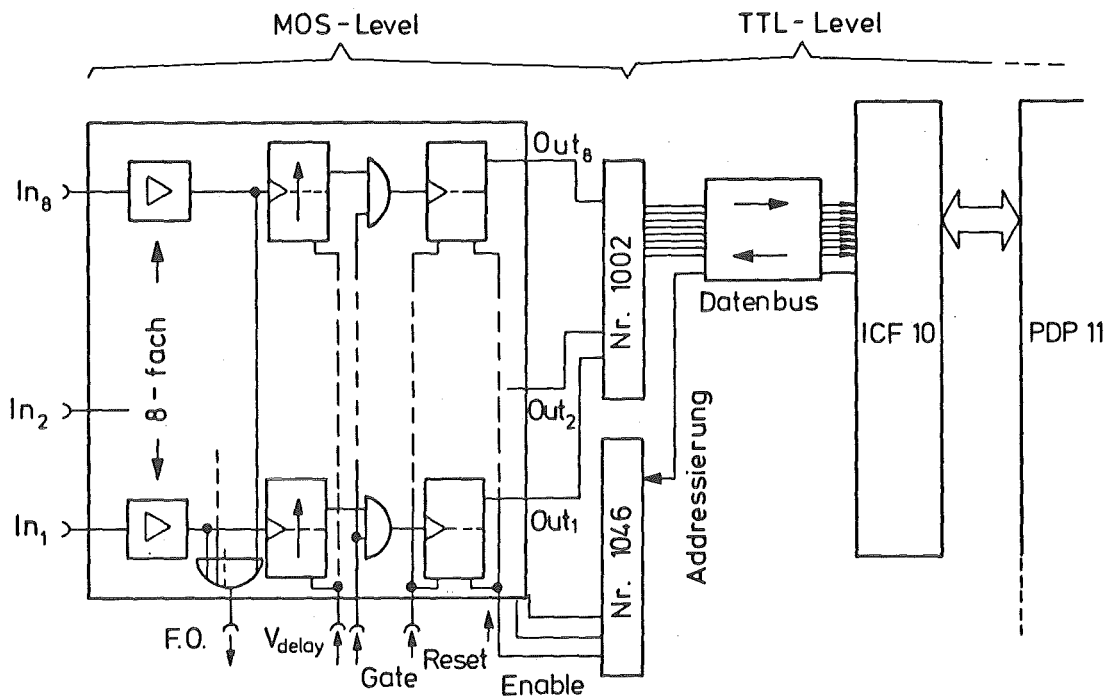 MOS-Level
TTL-Level
Out₈
In₈
8-fach
Nr. 1002
Datenbus
ICF 10
PDP 11
In₂
Out₂
Addressierung
In₁
Out₁
Nr. 1046
F.O.
V_delay
Gate
Reset
Enable